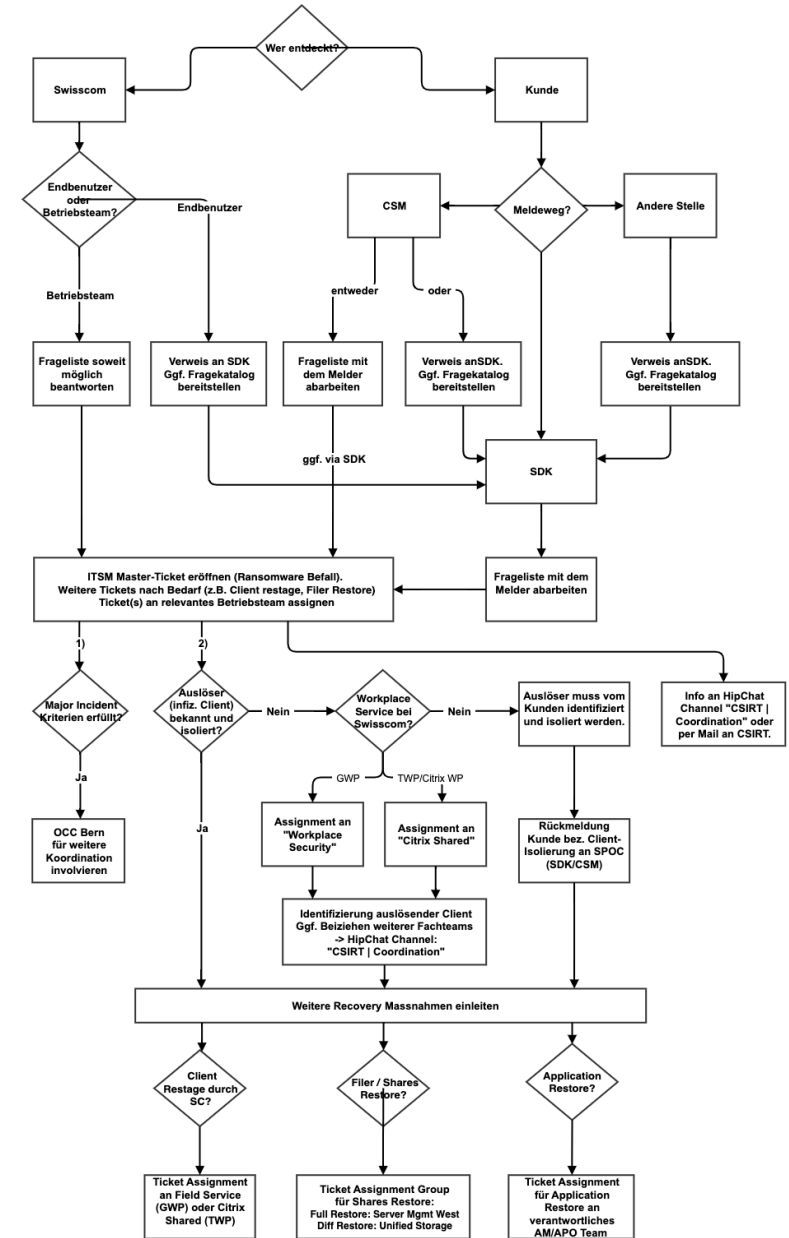 Wer entdeckt?
Swisscom
Kunde
Endbenutzer
oder
Betriebsteam?
Endbenutzer
CSM
Meldeweg?
Andere Stelle
Betriebsteam
entweder
oder
Frageliste soweit
möglich
beantworten
Verweis an SDK
Ggf. Fragekatalog
bereitstellen
Frageliste mit
dem Melder
abarbeiten
Verweis anSDK.
Ggf. Fragekatalog
bereitstellen
Verweis anSDK.
Ggf. Fragekatalog
bereitstellen
ggf. via SDK
SDK
ITSM Master-Ticket eröffnen (Ransomware Befall).
Weitere Tickets nach Bedarf (z.B. Client restage, Filer Restore)
Ticket(s) an relevantes Betriebsteam assignen
Frageliste mit dem
Melder abarbeiten
1)
2)
Major Incident
Kriterien erfüllt?
Auslöser
(infiz. Client)
bekannt und
isoliert?
Nein
Workplace
Service bei
Swisscom?
Nein
Auslöser muss vom
Kunden identifiziert
und isoliert werden.
Info an HipChat
Channel "CSIRT |
Coordination" oder
per Mail an CSIRT.
Ja
GWP
TWP/Citrix WP
OCC Bern
für weitere
Koordination
involvieren
Ja
Assignment an
"Workplace
Security"
Assignment an
"Citrix Shared"
Rückmeldung
Kunde bez. Client-
Isolierung an SPOC
(SDK/CSM)
Identifizierung auslösender Client
Ggf. Beiziehen weiterer Fachteams
-> HipChat Channel:
"CSIRT | Coordination"
Weitere Recovery Massnahmen einleiten
Client
Restage durch
SC?
Filer / Shares
Restore?
Application
Restore?
Ticket Assignment
an Field Service
(GWP) oder Citrix
Shared (TWP)
Ticket Assignment Group
für Shares Restore:
Full Restore: Server Mgmt West
Diff Restore: Unified Storage
Ticket Assignment
für Application
Restore an
verantwortliches
AM/APO Team